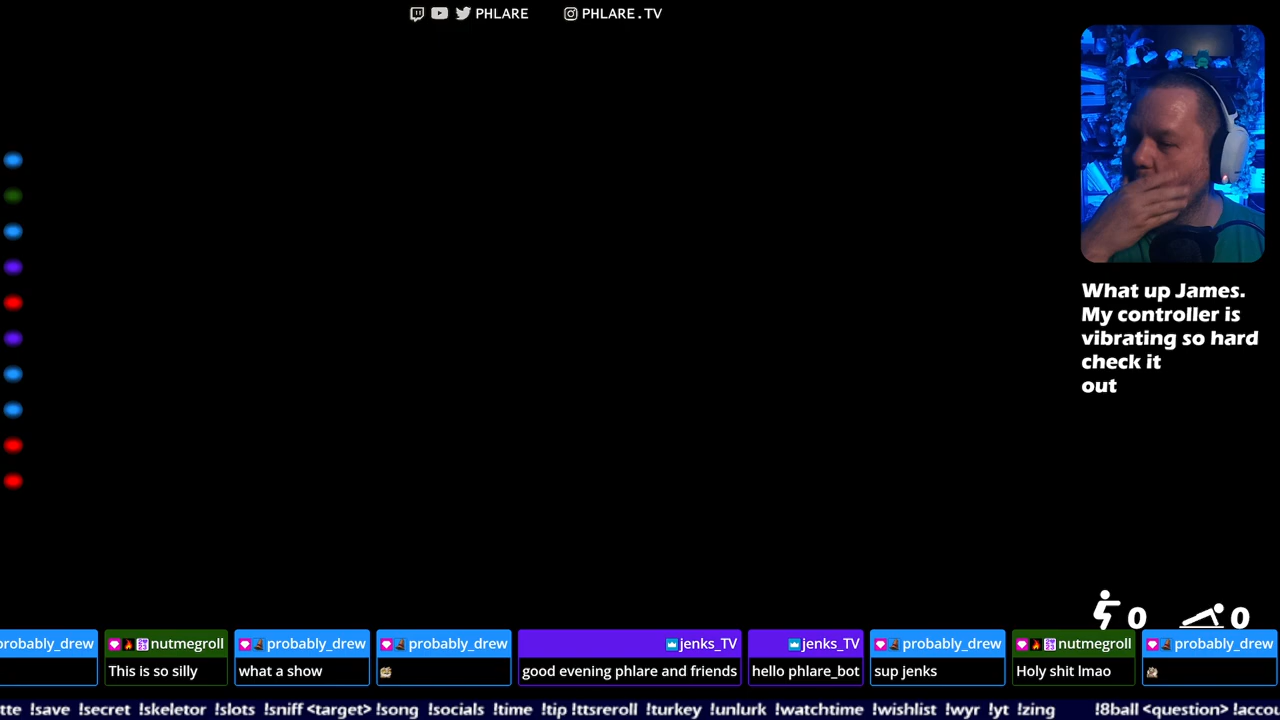 PHLARE PHLARE.TV
What up James.
My controller is
vibrating so hard
check it
out
0 0
probably_drew nutmegroll probably_drew probably_drew jenks_TV jenks_TV probably_drew nutmegroll probably_drew
This is so silly what a show good evening phlare and friends hello phlare_bot sup jenks Holy shit lmao
tte !save !secret !skeletor !slots !sniff <target> !song !socials !time !tip !ttsreroll !turkey !unlurk !watchtime !wishlist !wyr !yt !zing !8ball <question> !accou